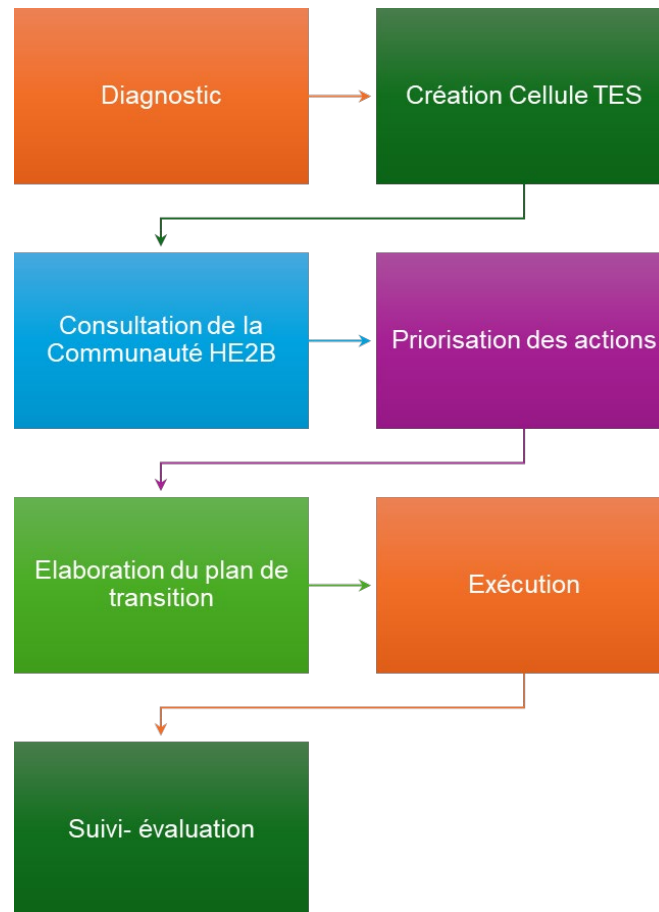 Diagnostic
Création Cellule TES
Consultation de la
Communauté HE2B
Priorisation des actions
Elaboration du plan de
transition
Exécution
Suivi- évaluation